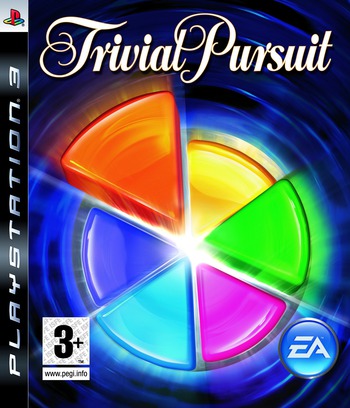 Trivial Pursuit
PLAYSTATION 3
3+
www.pegi.info
EA